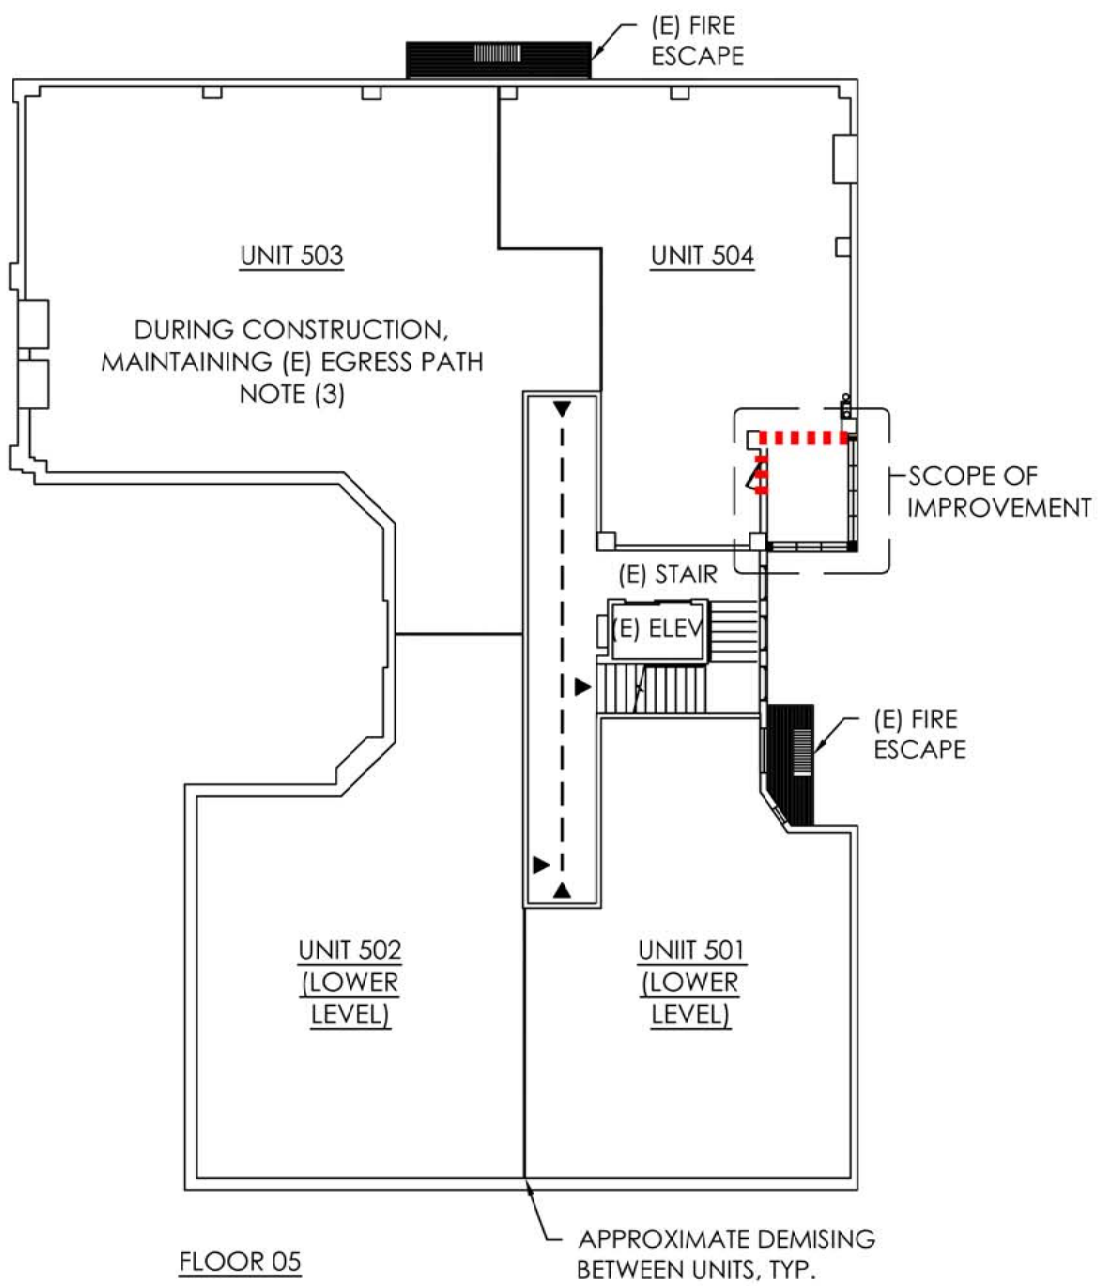 (E) FIRE
ESCAPE
UNIT 503
UNIT 504
DURING CONSTRUCTION,
MAINTAINING (E) EGRESS PATH
NOTE (3)
SCOPE OF
IMPROVEMENT
(E) STAIR
(E) ELEV
(E) FIRE
ESCAPE
UNIT 502
(LOWER
LEVEL)
UNIIT 501
(LOWER
LEVEL)
APPROXIMATE DEMISING
BETWEEN UNITS, TYP.
FLOOR 05